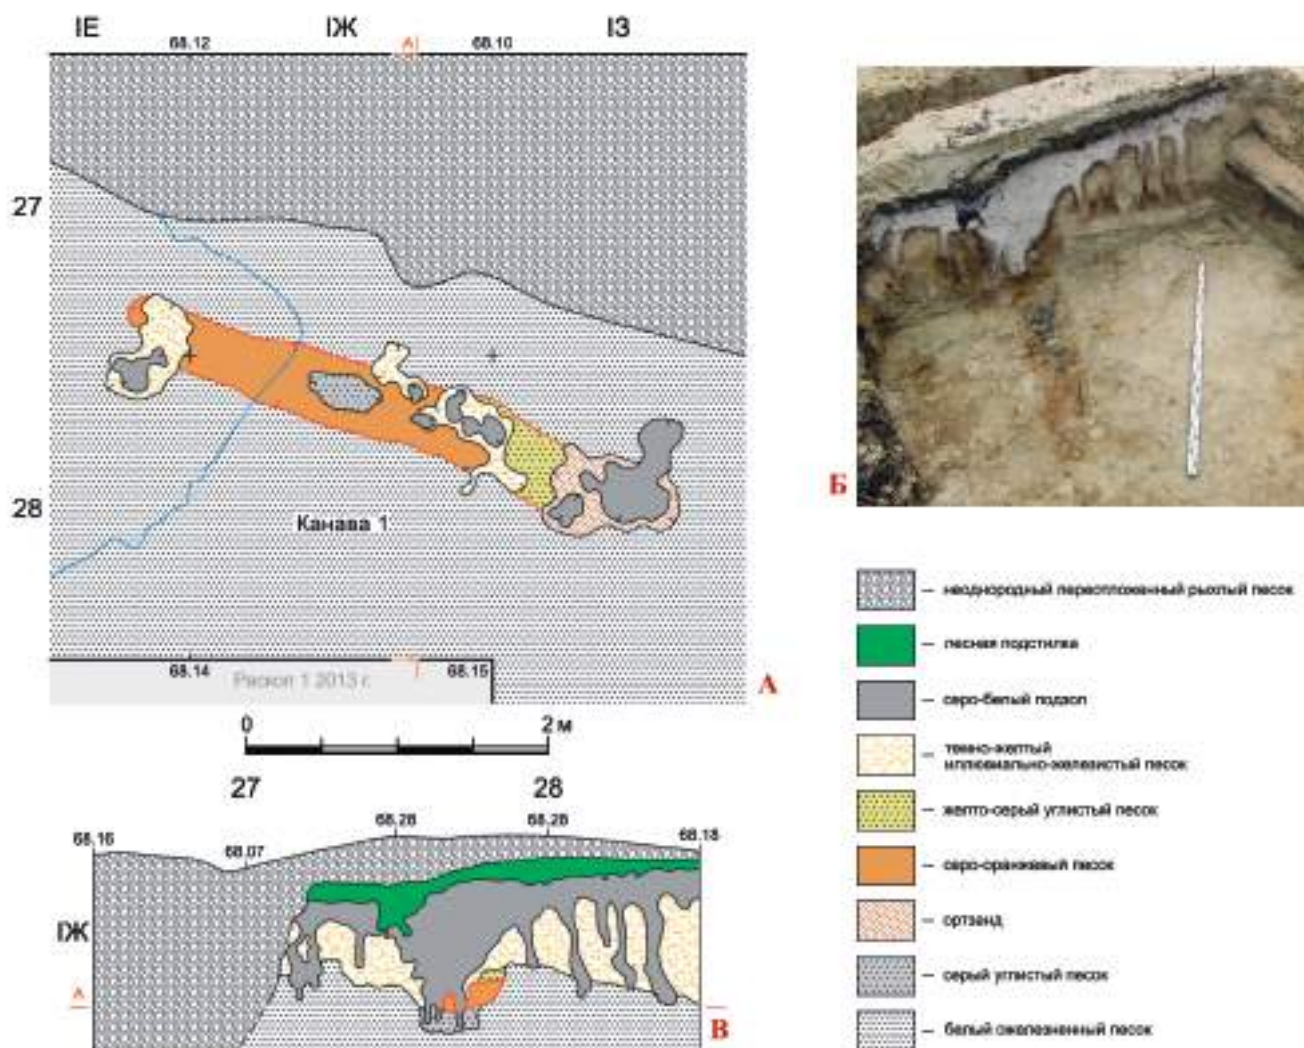 IЕ IЖ IЗ
68.12 А 68.10
27
28
Канава 1
68.14 68.15
Раскоп 1 2013 г.
А
0 2 м
27 28
68.16 68.07 68.28 68.28 68.18
IЖ
А
В
Б
– неоднородный переотложенный рыхлый песок
– лесная подстилка
– серо-белый подзол
– темно-желтый
иллювиально-железистый песок
– желто-серый углистый песок
– серо-оранжевый песок
– ортзанд
– серый углистый песок
– белый ожелезненный песок